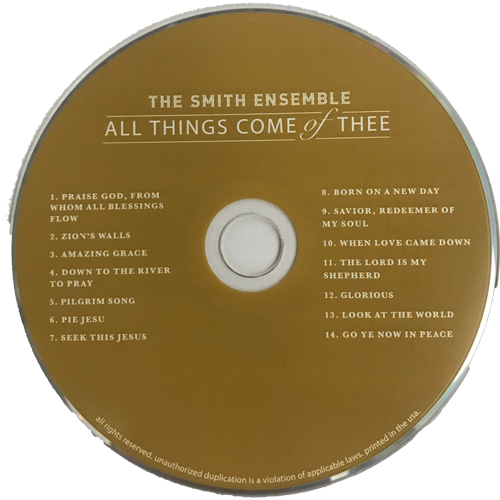 THE SMITH ENSEMBLE
ALL THINGS COME of THEE
1. PRAISE GOD, FROM
WHOM ALL BLESSINGS
FLOW
2. ZION'S WALLS
3. AMAZING GRACE
4. DOWN TO THE RIVER
TO PRAY
5. PILGRIM SONG
6. PIE JESU
7. SEEK THIS JESUS
8. BORN ON A NEW DAY
9. SAVIOR, REDEEMER OF
MY SOUL
10. WHEN LOVE CAME DOWN
11. THE LORD IS MY
SHEPHERD
12. GLORIOUS
13. LOOK AT THE WORLD
14. GO YE NOW IN PEACE
all rights reserved. unauthorized duplication is a violation of applicable laws. printed in the usa.